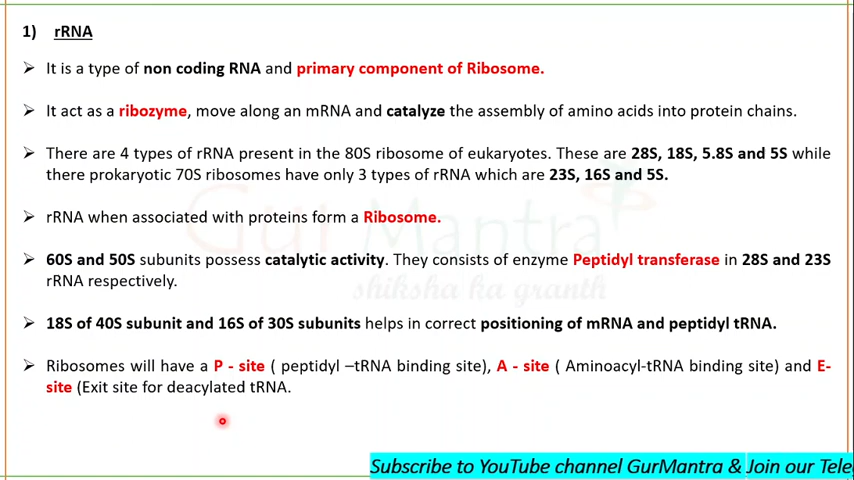 1) rRNA
➢ It is a type of non coding RNA and primary component of Ribosome.
➢ It act as a ribozyme, move along an mRNA and catalyze the assembly of amino acids into protein chains.
➢ There are 4 types of rRNA present in the 80S ribosome of eukaryotes. These are 28S, 18S, 5.8S and 5S while
there prokaryotic 70S ribosomes have only 3 types of rRNA which are 23S, 16S and 5S.
➢ rRNA when associated with proteins form a Ribosome.
Gur Mantra
➢ 60S and 50S subunits possess catalytic activity. They consists of enzyme Peptidyl transferase in 28S and 23S
rRNA respectively.
shiksha ka granth
➢ 18S of 40S subunit and 16S of 30S subunits helps in correct positioning of mRNA and peptidyl tRNA.
➢ Ribosomes will have a P - site ( peptidyl –tRNA binding site), A - site ( Aminoacyl-tRNA binding site) and E-
site (Exit site for deacylated tRNA.
Subscribe to YouTube channel GurMantra & Join our Tele